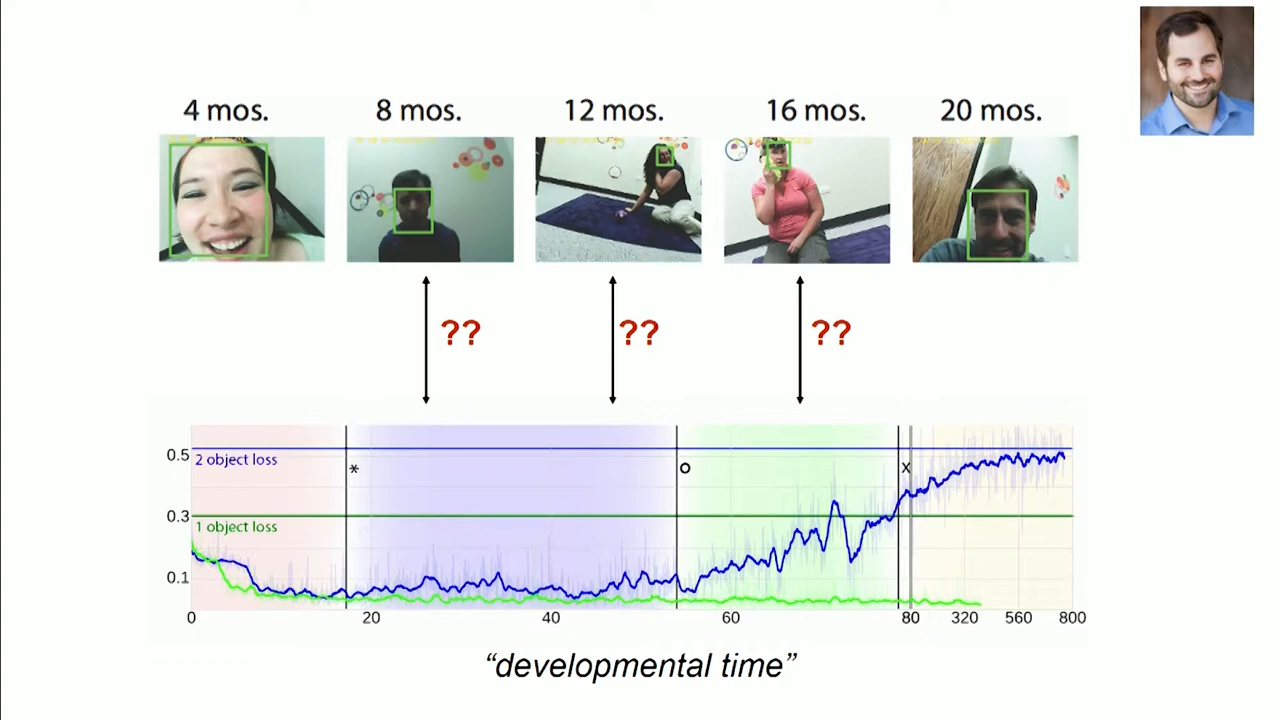 4 mos. 8 mos. 12 mos. 16 mos. 20 mos.
?? ?? ??
0.5 2 object loss
* o x
0.3 1 object loss
0.1
0 20 40 60 80 320 560 800
“developmental time”